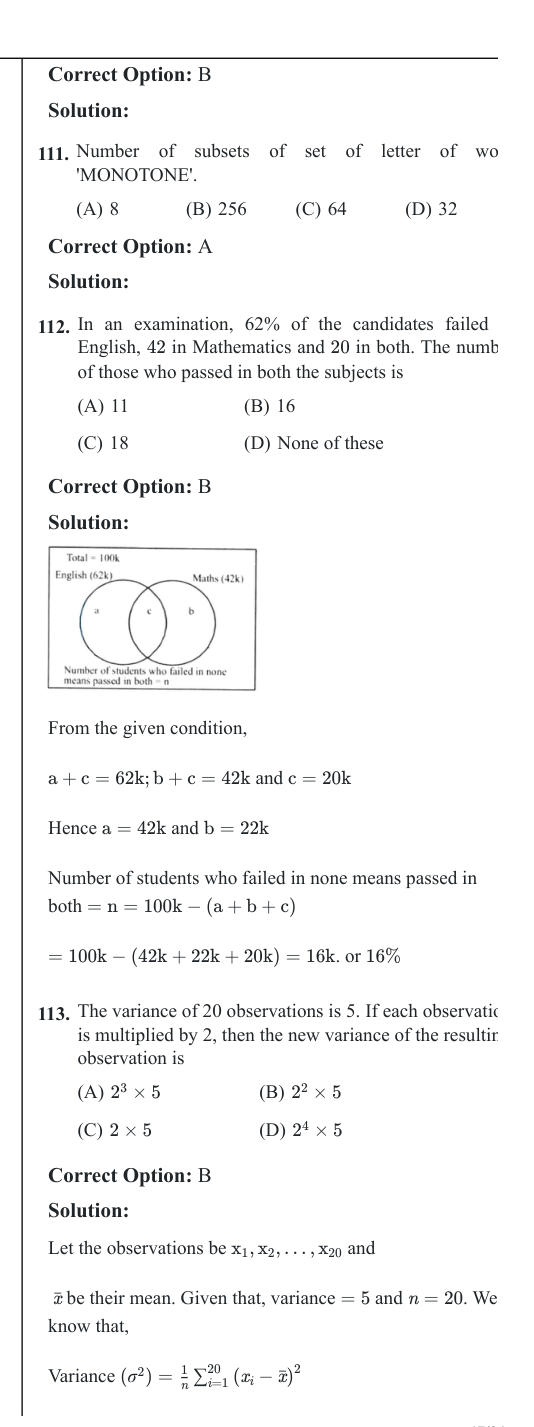 Correct Option: B
Solution:
111. Number of subsets of set of letter of wo
'MONOTONE'.
(A) 8 (B) 256 (C) 64 (D) 32
Correct Option: A
Solution:
112. In an examination, 62% of the candidates failed
English, 42 in Mathematics and 20 in both. The numb
of those who passed in both the subjects is
(A) 11 (B) 16
(C) 18 (D) None of these
Correct Option: B
Solution:
Total = 100k
English (62k) Maths (42k)
a c b
Number of students who failed in none
means passed in both = n
From the given condition,
a + c = 62k; b + c = 42k and c = 20k
Hence a = 42k and b = 22k
Number of students who failed in none means passed in
both = n = 100k − (a + b + c)
= 100k − (42k + 22k + 20k) = 16k. or 16%
113. The variance of 20 observations is 5. If each observatio
is multiplied by 2, then the new variance of the resultin
observation is
(A) 2³ × 5 (B) 2² × 5
(C) 2 × 5 (D) 2⁴ × 5
Correct Option: B
Solution:
Let the observations be x₁, x₂, . . . , x₂₀ and
x̄ be their mean. Given that, variance = 5 and n = 20. We
know that,
Variance (σ²) = 1/n ∑ᵢ₌₁²⁰ (xᵢ − x̄)²